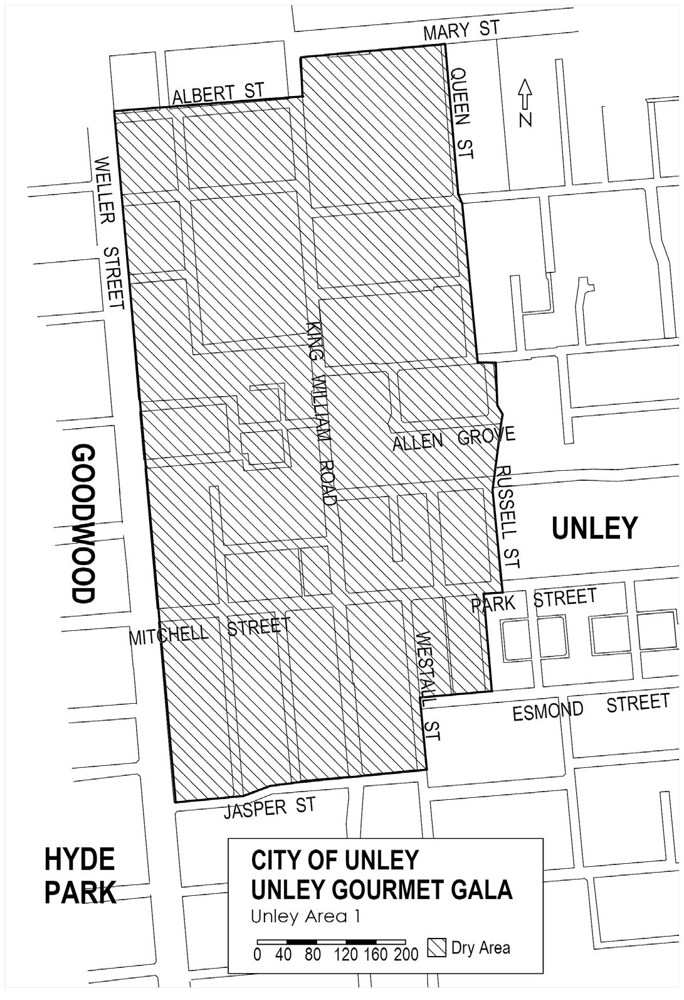 MARY ST
ALBERT ST
QUEEN ST
N
WELLER STREET
KING WILLIAM ROAD
ALLEN GROVE
GOODWOOD
RUSSELL ST
UNLEY
PARK STREET
MITCHELL STREET
WESTALL ST
ESMOND STREET
JASPER ST
HYDE
PARK
CITY OF UNLEY
UNLEY GOURMET GALA
Unley Area 1
0 40 80 120 160 200
Dry Area